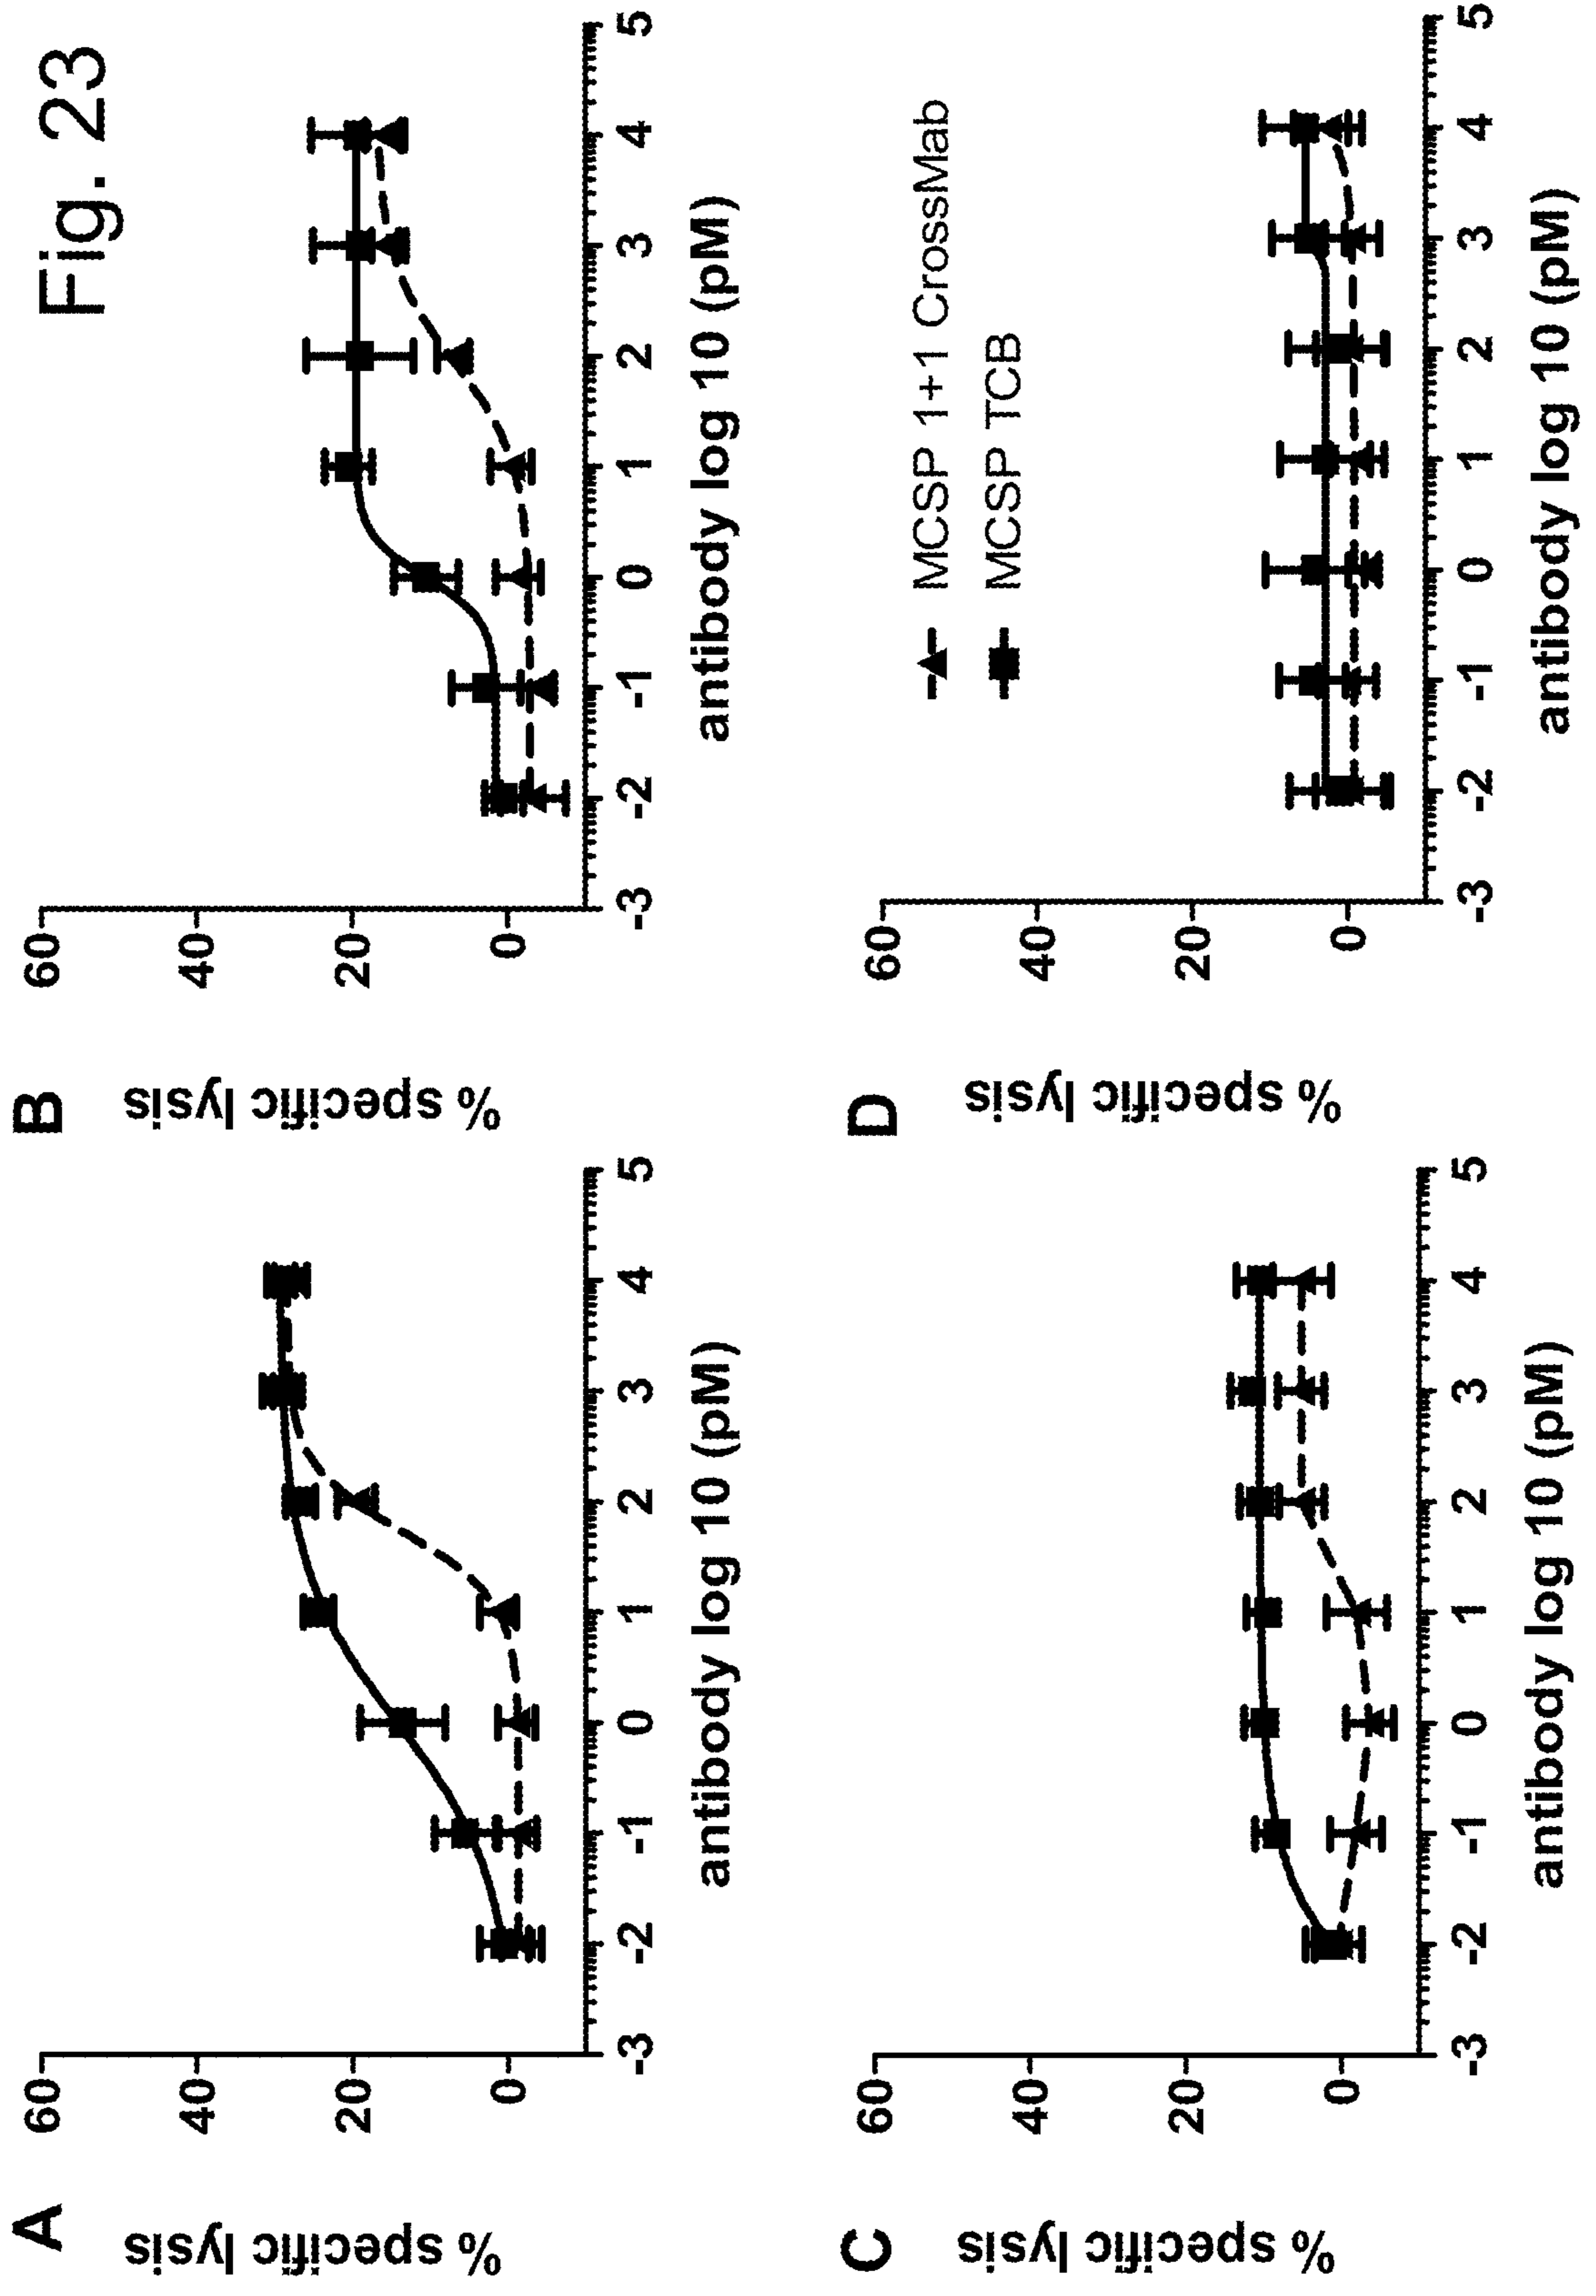 Fig. 23
A
% specific lysis
60
40
20
0
-3 -2 -1 0 1 2 3 4 5
antibody log 10 (pM)
B
% specific lysis
60
40
20
0
-3 -2 -1 0 1 2 3 4 5
antibody log 10 (pM)
C
% specific lysis
60
40
20
0
-3 -2 -1 0 1 2 3 4 5
antibody log 10 (pM)
D
% specific lysis
60
40
20
0
-3 -2 -1 0 1 2 3 4 5
antibody log 10 (pM)
MCSP 1+1 CrossMab
MCSP TCB